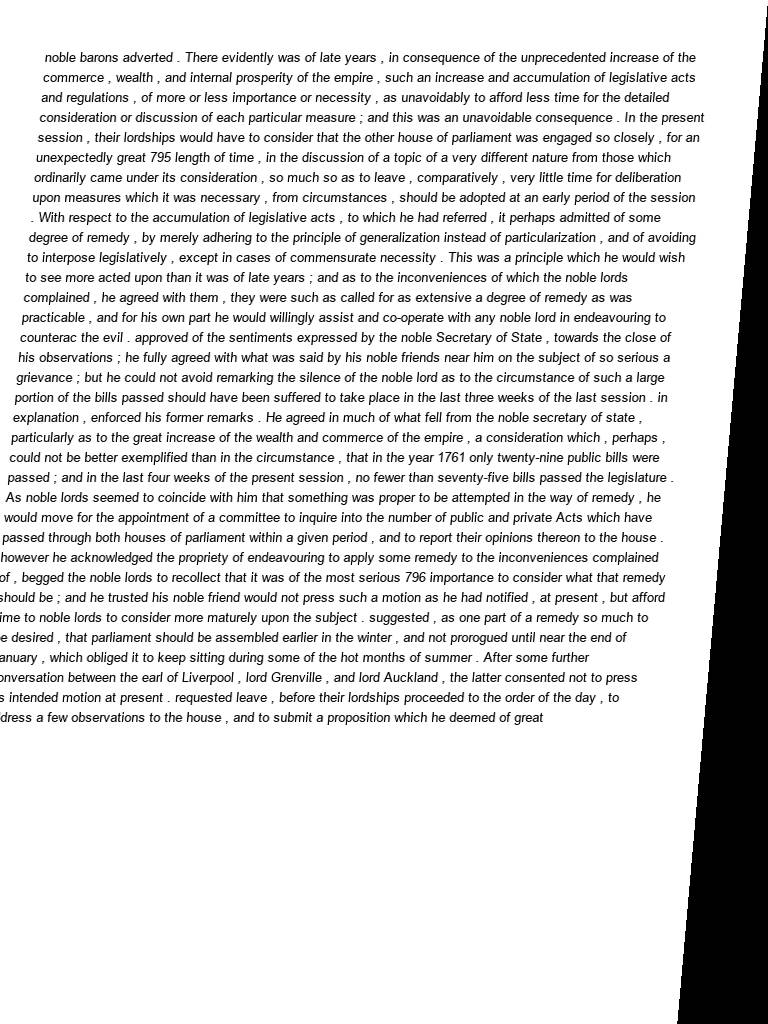 noble barons adverted . There evidently was of late years , in consequence of the unprecedented increase of the
commerce , wealth , and internal prosperity of the empire , such an increase and accumulation of legislative acts
and regulations , of more or less importance or necessity , as unavoidably to afford less time for the detailed
consideration or discussion of each particular measure ; and this was an unavoidable consequence . In the present
session , their lordships would have to consider that the other house of parliament was engaged so closely , for an
unexpectedly great 795 length of time , in the discussion of a topic of a very different nature from those which
ordinarily came under its consideration , so much so as to leave , comparatively , very little time for deliberation
upon measures which it was necessary , from circumstances , should be adopted at an early period of the session
. With respect to the accumulation of legislative acts , to which he had referred , it perhaps admitted of some
degree of remedy , by merely adhering to the principle of generalization instead of particularization , and of avoiding
to interpose legislatively , except in cases of commensurate necessity . This was a principle which he would wish
to see more acted upon than it was of late years ; and as to the inconveniences of which the noble lords
complained , he agreed with them , they were such as called for as extensive a degree of remedy as was
practicable , and for his own part he would willingly assist and co-operate with any noble lord in endeavouring to
counterac the evil . approved of the sentiments expressed by the noble Secretary of State , towards the close of
his observations ; he fully agreed with what was said by his noble friends near him on the subject of so serious a
grievance ; but he could not avoid remarking the silence of the noble lord as to the circumstance of such a large
portion of the bills passed should have been suffered to take place in the last three weeks of the last session . in
explanation , enforced his former remarks . He agreed in much of what fell from the noble secretary of state ,
particularly as to the great increase of the wealth and commerce of the empire , a consideration which , perhaps ,
could not be better exemplified than in the circumstance , that in the year 1761 only twenty-nine public bills were
passed ; and in the last four weeks of the present session , no fewer than seventy-five bills passed the legislature .
As noble lords seemed to coincide with him that something was proper to be attempted in the way of remedy , he
would move for the appointment of a committee to inquire into the number of public and private Acts which have
passed through both houses of parliament within a given period , and to report their opinions thereon to the house .
however he acknowledged the propriety of endeavouring to apply some remedy to the inconveniences complained
of , begged the noble lords to recollect that it was of the most serious 796 importance to consider what that remedy
should be ; and he trusted his noble friend would not press such a motion as he had notified , at present , but afford
ime to noble lords to consider more maturely upon the subject . suggested , as one part of a remedy so much to
e desired , that parliament should be assembled earlier in the winter , and not prorogued until near the end of
anuary , which obliged it to keep sitting during some of the hot months of summer . After some further
onversation between the earl of Liverpool , lord Grenville , and lord Auckland , the latter consented not to press
s intended motion at present . requested leave , before their lordships proceeded to the order of the day , to
dress a few observations to the house , and to submit a proposition which he deemed of great